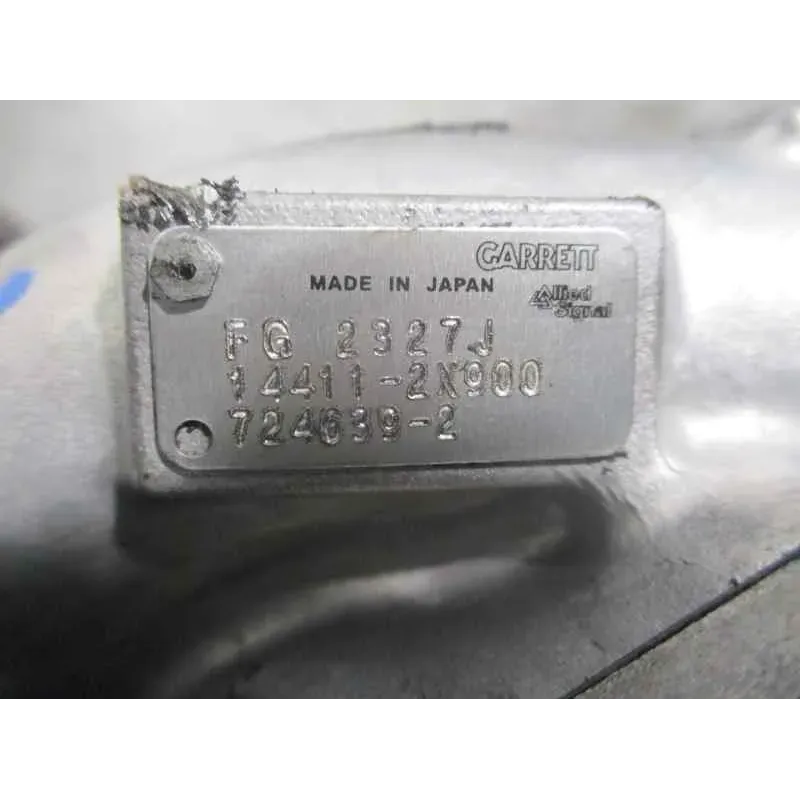 GARRETT
MADE IN JAPAN
Allied
Signal
FG 2327J
14411-2X900
724639-2